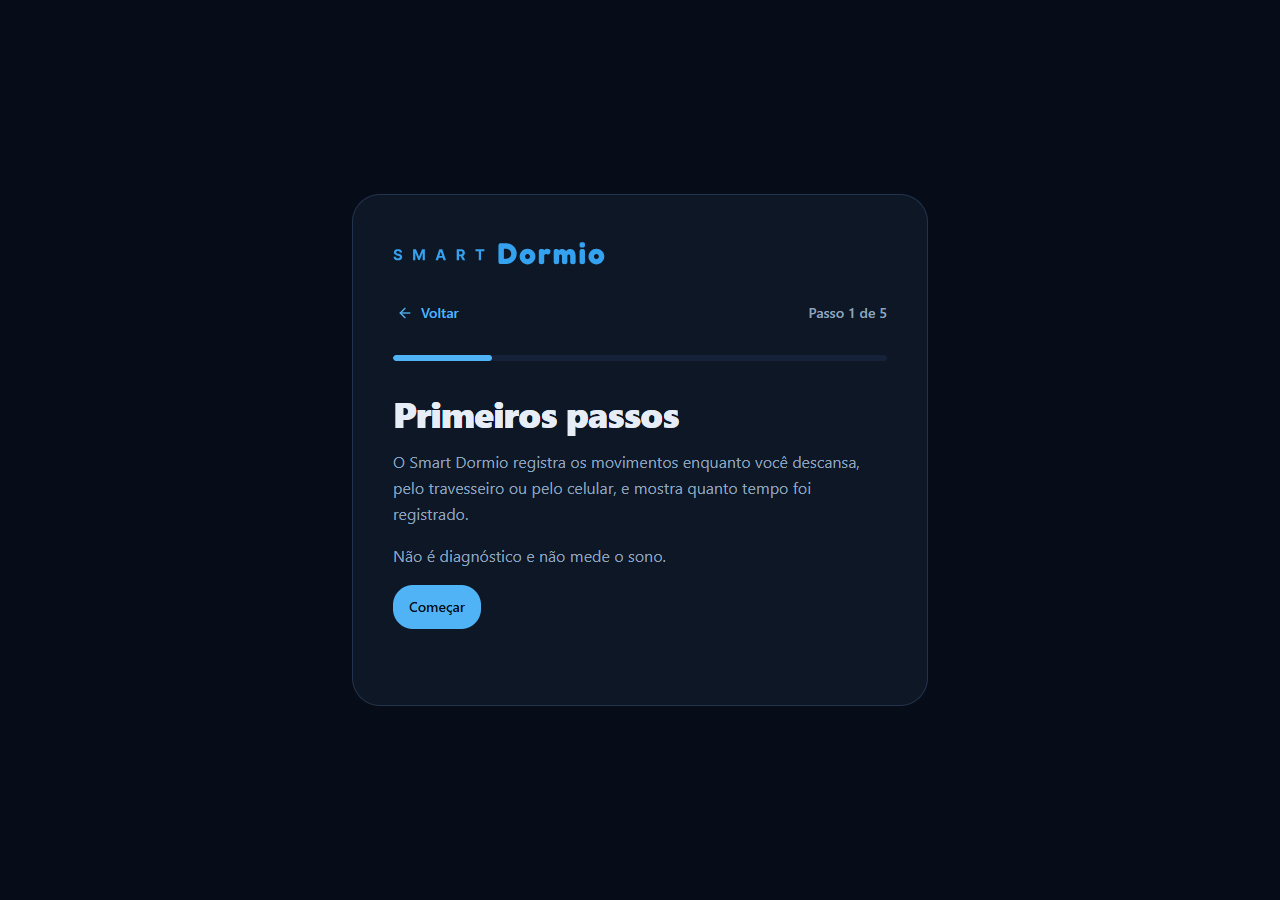 SMART Dormio
Voltar
Passo 1 de 5
Primeiros passos
O Smart Dormio registra os movimentos enquanto você descansa,
pelo travesseiro ou pelo celular, e mostra quanto tempo foi
registrado.
Não é diagnóstico e não mede o sono.
Começar